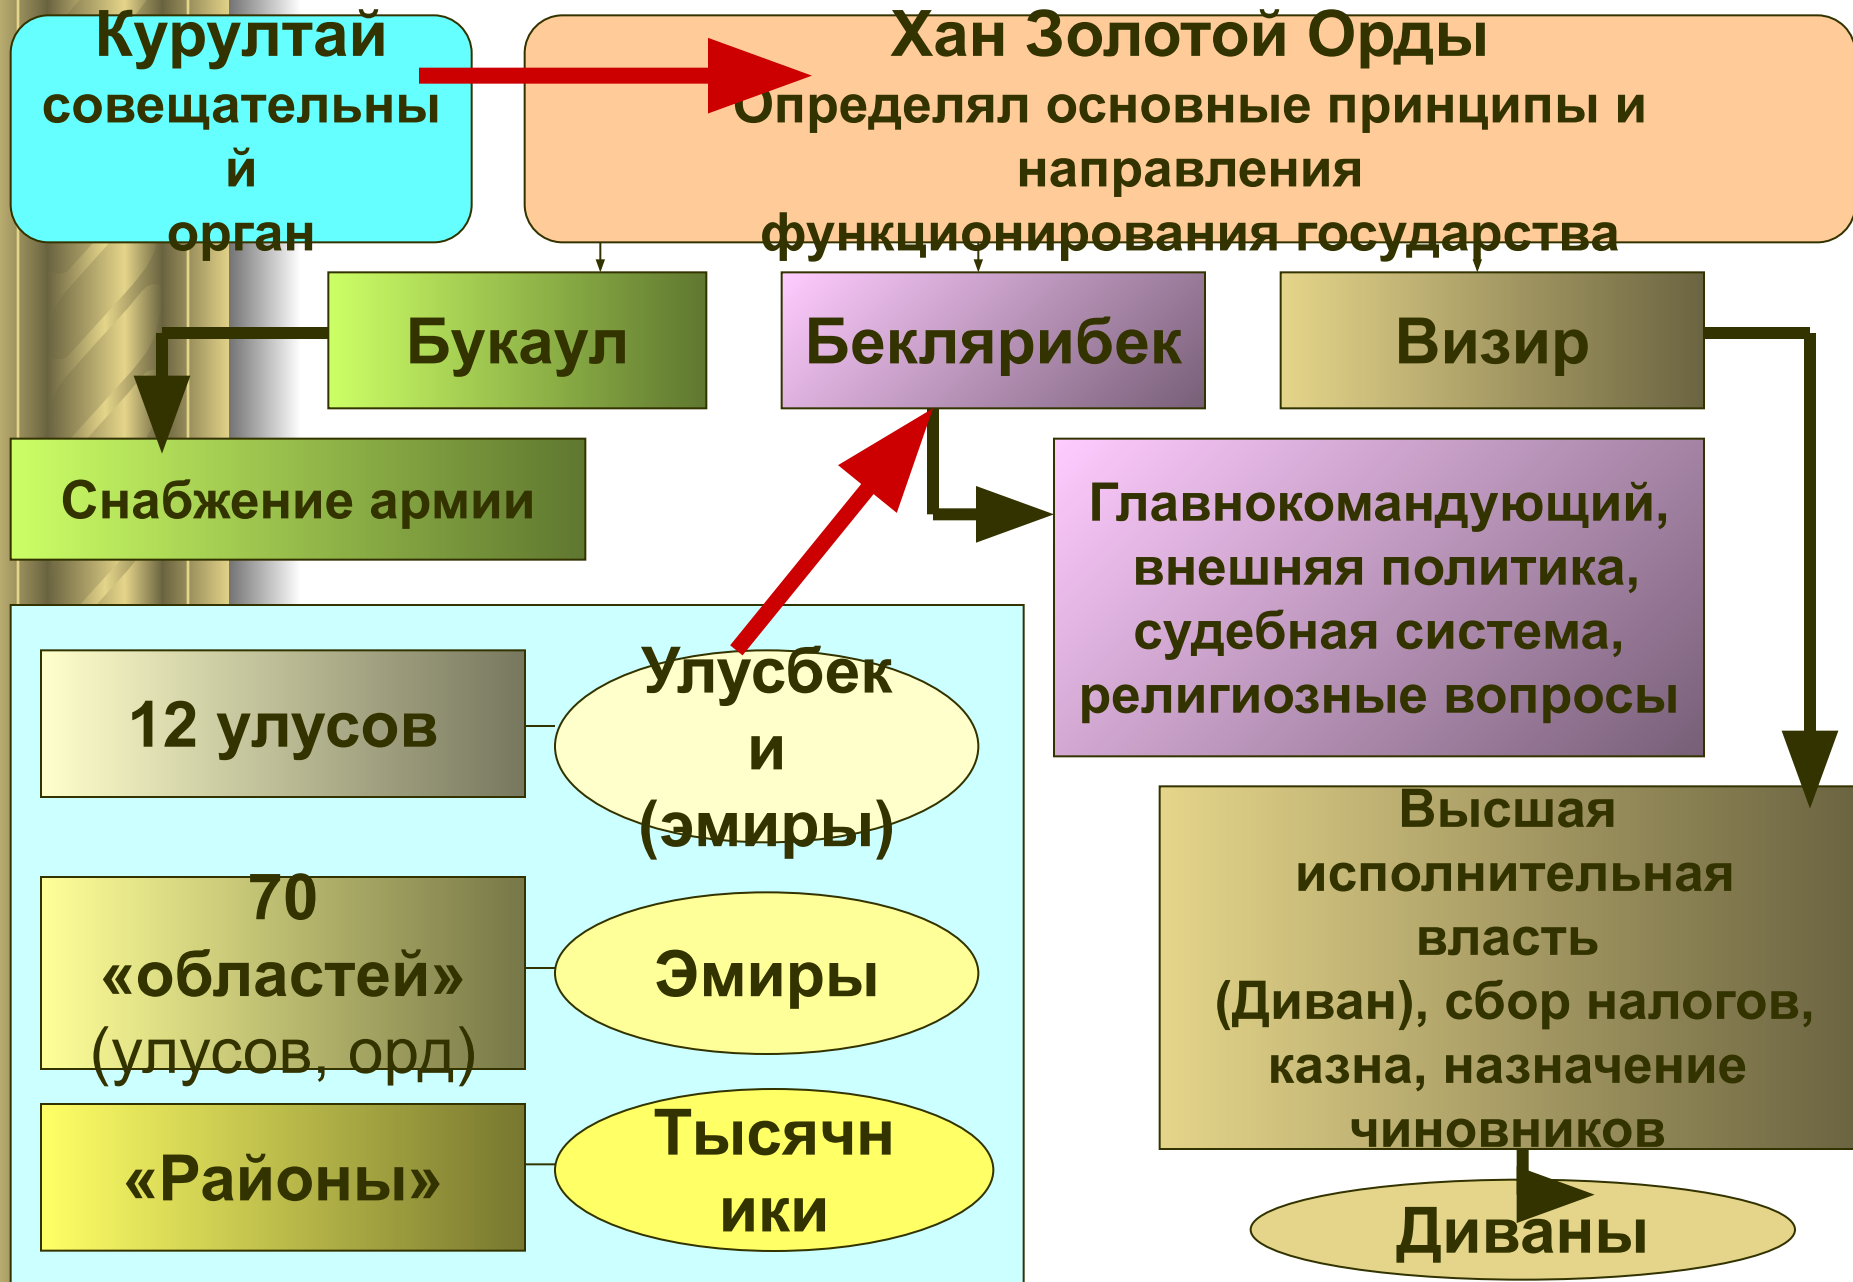 Курултай
совещательны
й
орган
Хан Золотой Орды
Определял основные принципы и
направления
функционирования государства
Букаул
Беклярибек
Визир
Снабжение армии
Главнокомандующий,
внешняя политика,
судебная система,
религиозные вопросы
12 улусов
Улусбек
и
(эмиры)
70
«областей»
(улусов, орд)
Эмиры
«Районы»
Тысячн
ики
Высшая
исполнительная
власть
(Диван), сбор налогов,
казна, назначение
чиновников
Диваны